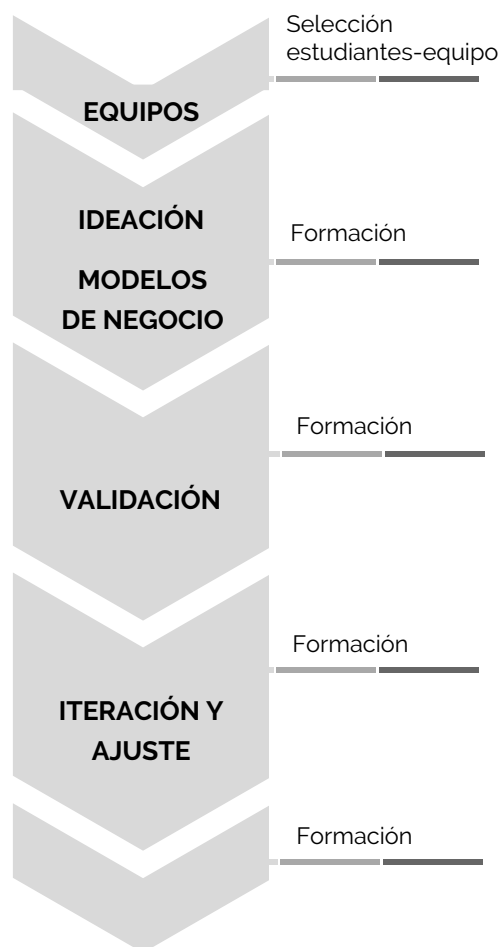 Selección
estudiantes-equipo
EQUIPOS
IDEACIÓN
Formación
MODELOS
DE NEGOCIO
Formación
VALIDACIÓN
Formación
ITERACIÓN Y
AJUSTE
Formación